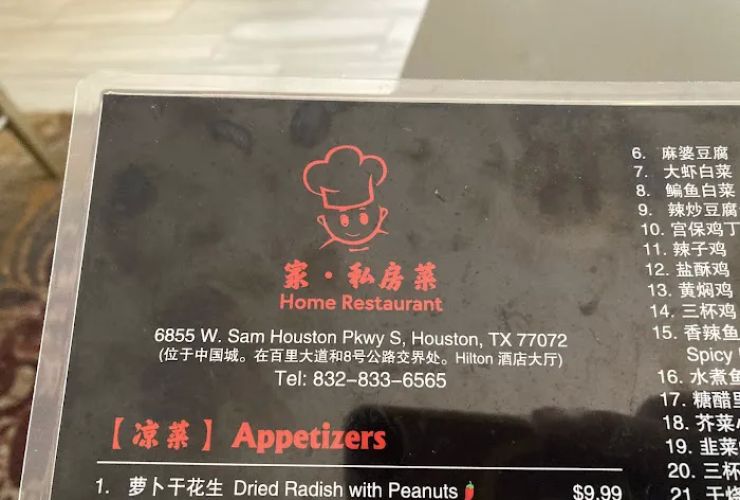 家·私房菜
Home Restaurant
6855 W. Sam Houston Pkwy S, Houston, TX 77072
(位于中国城。在百里大道和8号公路交界处。Hilton 酒店大厅)
Tel: 832-833-6565
【凉菜】Appetizers
1. 萝卜干花生 Dried Radish with Peanuts $9.99
6. 麻婆豆腐
7. 大虾白菜
8. 鳊鱼白菜
9. 辣炒豆腐
10. 宫保鸡丁
11. 辣子鸡
12. 盐酥鸡
13. 黄焖鸡
14. 三杯鸡
15. 香辣鱼
Spicy
16. 水煮鱼
17. 糖醋里
18. 芥菜
19. 韭菜
20. 三杯
21. 干烧